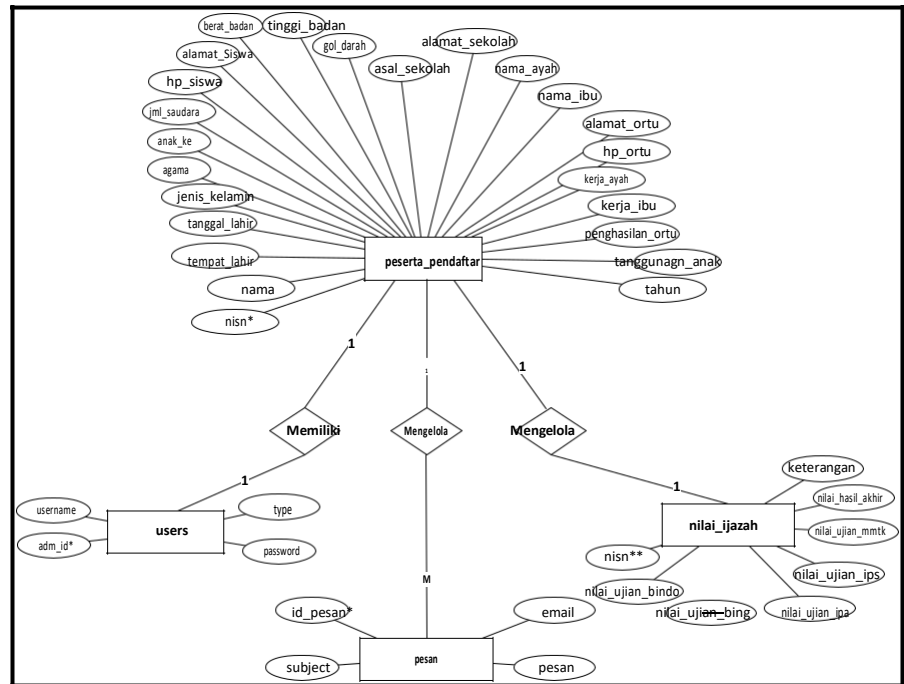 tinggi_badan
berat_badan
alamat_sekolah
gol_darah
alamat_Siswa
asal_sekolah
nama_ayah
hp_siswa
nama_ibu
jml_saudara
alamat_ortu
anak_ke
hp_ortu
agama
kerja_ayah
jenis_kelamin
kerja_ibu
tanggal_lahir
penghasilan_ortu
tempat_lahir
peserta_pendaftar
tanggunagn_anak
nama
tahun
nisn*
1
1
1
Memiliki
Mengelola
Mengelola
1
1
keterangan
nilai_hasil_akhir
username
type
users
nilai_ijazah
nilai_ujian_mmtk
adm_id*
password
nisn**
nilai_ujian_ips
M
nilai_ujian_bindo
nilai_ujian_bing
nilai_ujian_ipa
id_pesan*
email
pesan
subject
pesan